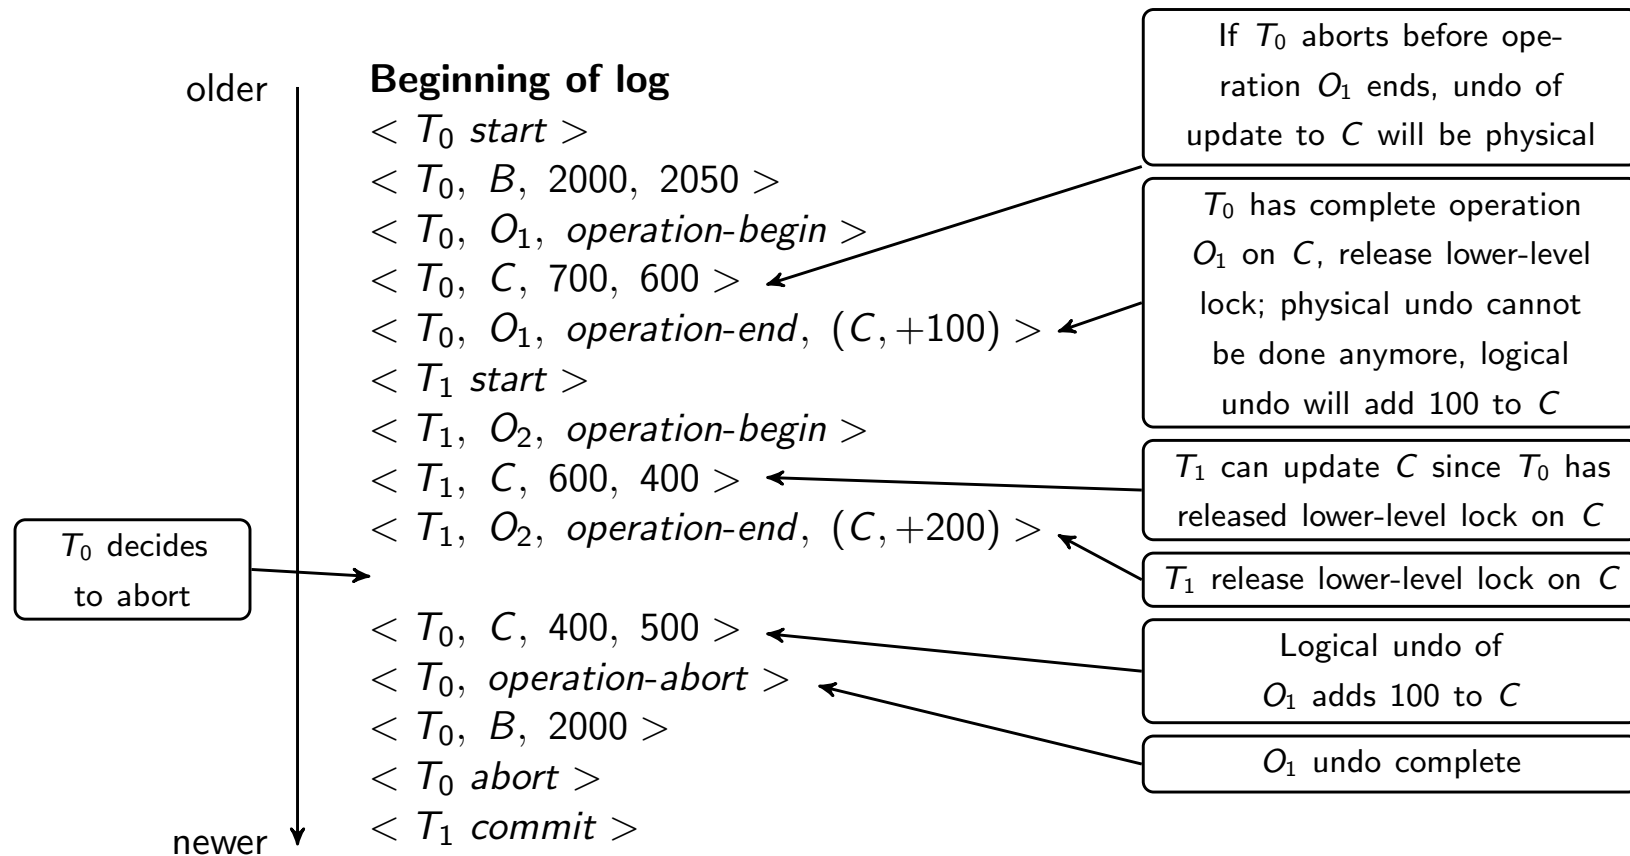 older
Beginning of log
< T₀ start >
< T₀, B, 2000, 2050 >
< T₀, O₁, operation-begin >
< T₀, C, 700, 600 >
< T₀, O₁, operation-end, (C, +100) >
< T₁ start >
< T₁, O₂, operation-begin >
< T₁, C, 600, 400 >
< T₁, O₂, operation-end, (C, +200) >
T₀ decides
to abort
< T₀, C, 400, 500 >
< T₀, operation-abort >
< T₀, B, 2000 >
< T₀ abort >
< T₁ commit >
newer
If T₀ aborts before ope-
ration O₁ ends, undo of
update to C will be physical
T₀ has complete operation
O₁ on C, release lower-level
lock; physical undo cannot
be done anymore, logical
undo will add 100 to C
T₁ can update C since T₀ has
released lower-level lock on C
T₁ release lower-level lock on C
Logical undo of
O₁ adds 100 to C
O₁ undo complete